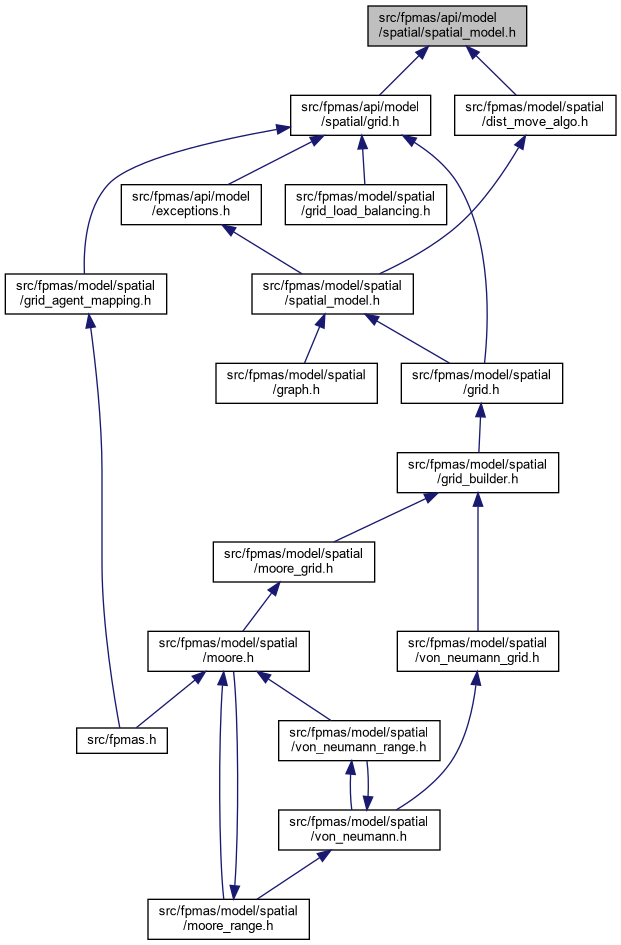 src/fpmas/api/model
/spatial/spatial_model.h
src/fpmas/api/model
/spatial/grid.h
src/fpmas/model/spatial
/dist_move_algo.h
src/fpmas/api/model
/exceptions.h
src/fpmas/model/spatial
/grid_load_balancing.h
src/fpmas/model/spatial
/grid_agent_mapping.h
src/fpmas/model/spatial
/spatial_model.h
src/fpmas/model/spatial
/graph.h
src/fpmas/model/spatial
/grid.h
src/fpmas/model/spatial
/grid_builder.h
src/fpmas/model/spatial
/moore_grid.h
src/fpmas/model/spatial
/moore.h
src/fpmas/model/spatial
/von_neumann_grid.h
src/fpmas.h
src/fpmas/model/spatial
/von_neumann_range.h
src/fpmas/model/spatial
/von_neumann.h
src/fpmas/model/spatial
/moore_range.h